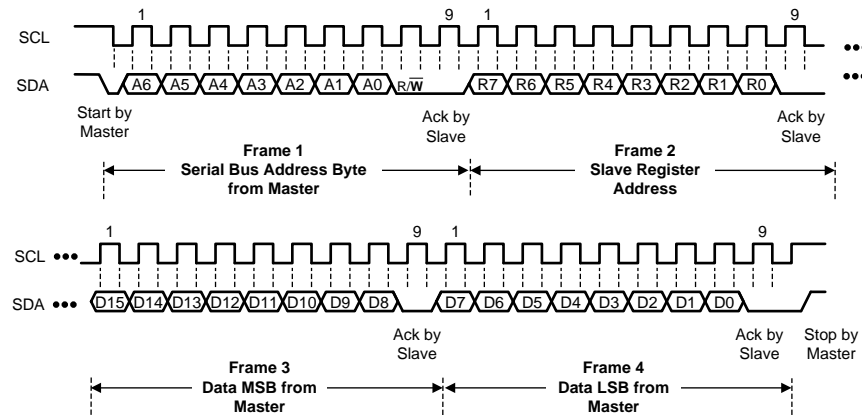 1 9 1 9
SCL •••
SDA A6 A5 A4 A3 A2 A1 A0 R/W̅ R7 R6 R5 R4 R3 R2 R1 R0 •••
Start by Master
Ack by Slave
Ack by Slave
Frame 1
Serial Bus Address Byte
from Master
Frame 2
Slave Register
Address
1 9 1 9
SCL •••
SDA ••• D15 D14 D13 D12 D11 D10 D9 D8 D7 D6 D5 D4 D3 D2 D1 D0
Ack by Slave
Ack by Slave
Stop by Master
Frame 3
Data MSB from
Master
Frame 4
Data LSB from
Master